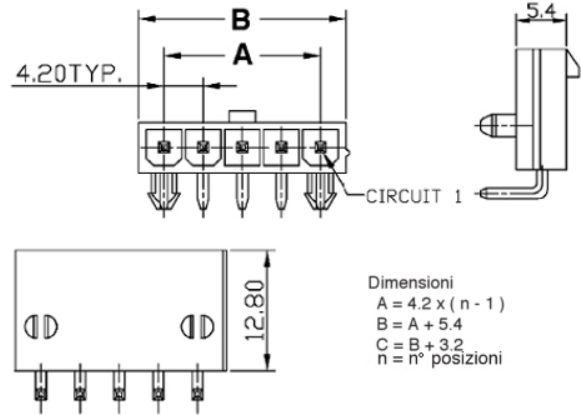 B
5.4
A
4.20TYP.
CIRCUIT 1
12.80
Dimensioni
A = 4.2 x ( n - 1 )
B = A + 5.4
C = B + 3.2
n = n° posizioni